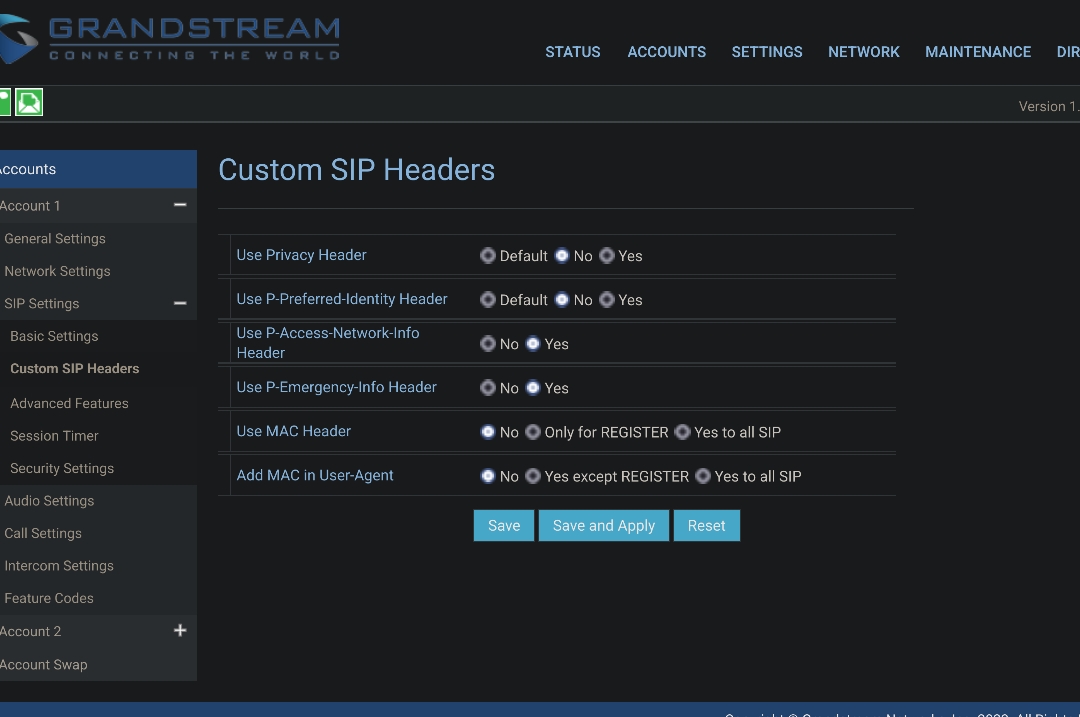 GRANDSTREAM
CONNECTING THE WORLD
STATUS ACCOUNTS SETTINGS NETWORK MAINTENANCE DIR
Version 1.
Accounts
Custom SIP Headers
Account 1
General Settings
Network Settings
SIP Settings
Basic Settings
Custom SIP Headers
Advanced Features
Session Timer
Security Settings
Audio Settings
Call Settings
Intercom Settings
Feature Codes
Account 2
Account Swap
Use Privacy Header Default No Yes
Use P-Preferred-Identity Header Default No Yes
Use P-Access-Network-Info
Header No Yes
Use P-Emergency-Info Header No Yes
Use MAC Header No Only for REGISTER Yes to all SIP
Add MAC in User-Agent No Yes except REGISTER Yes to all SIP
Save Save and Apply Reset